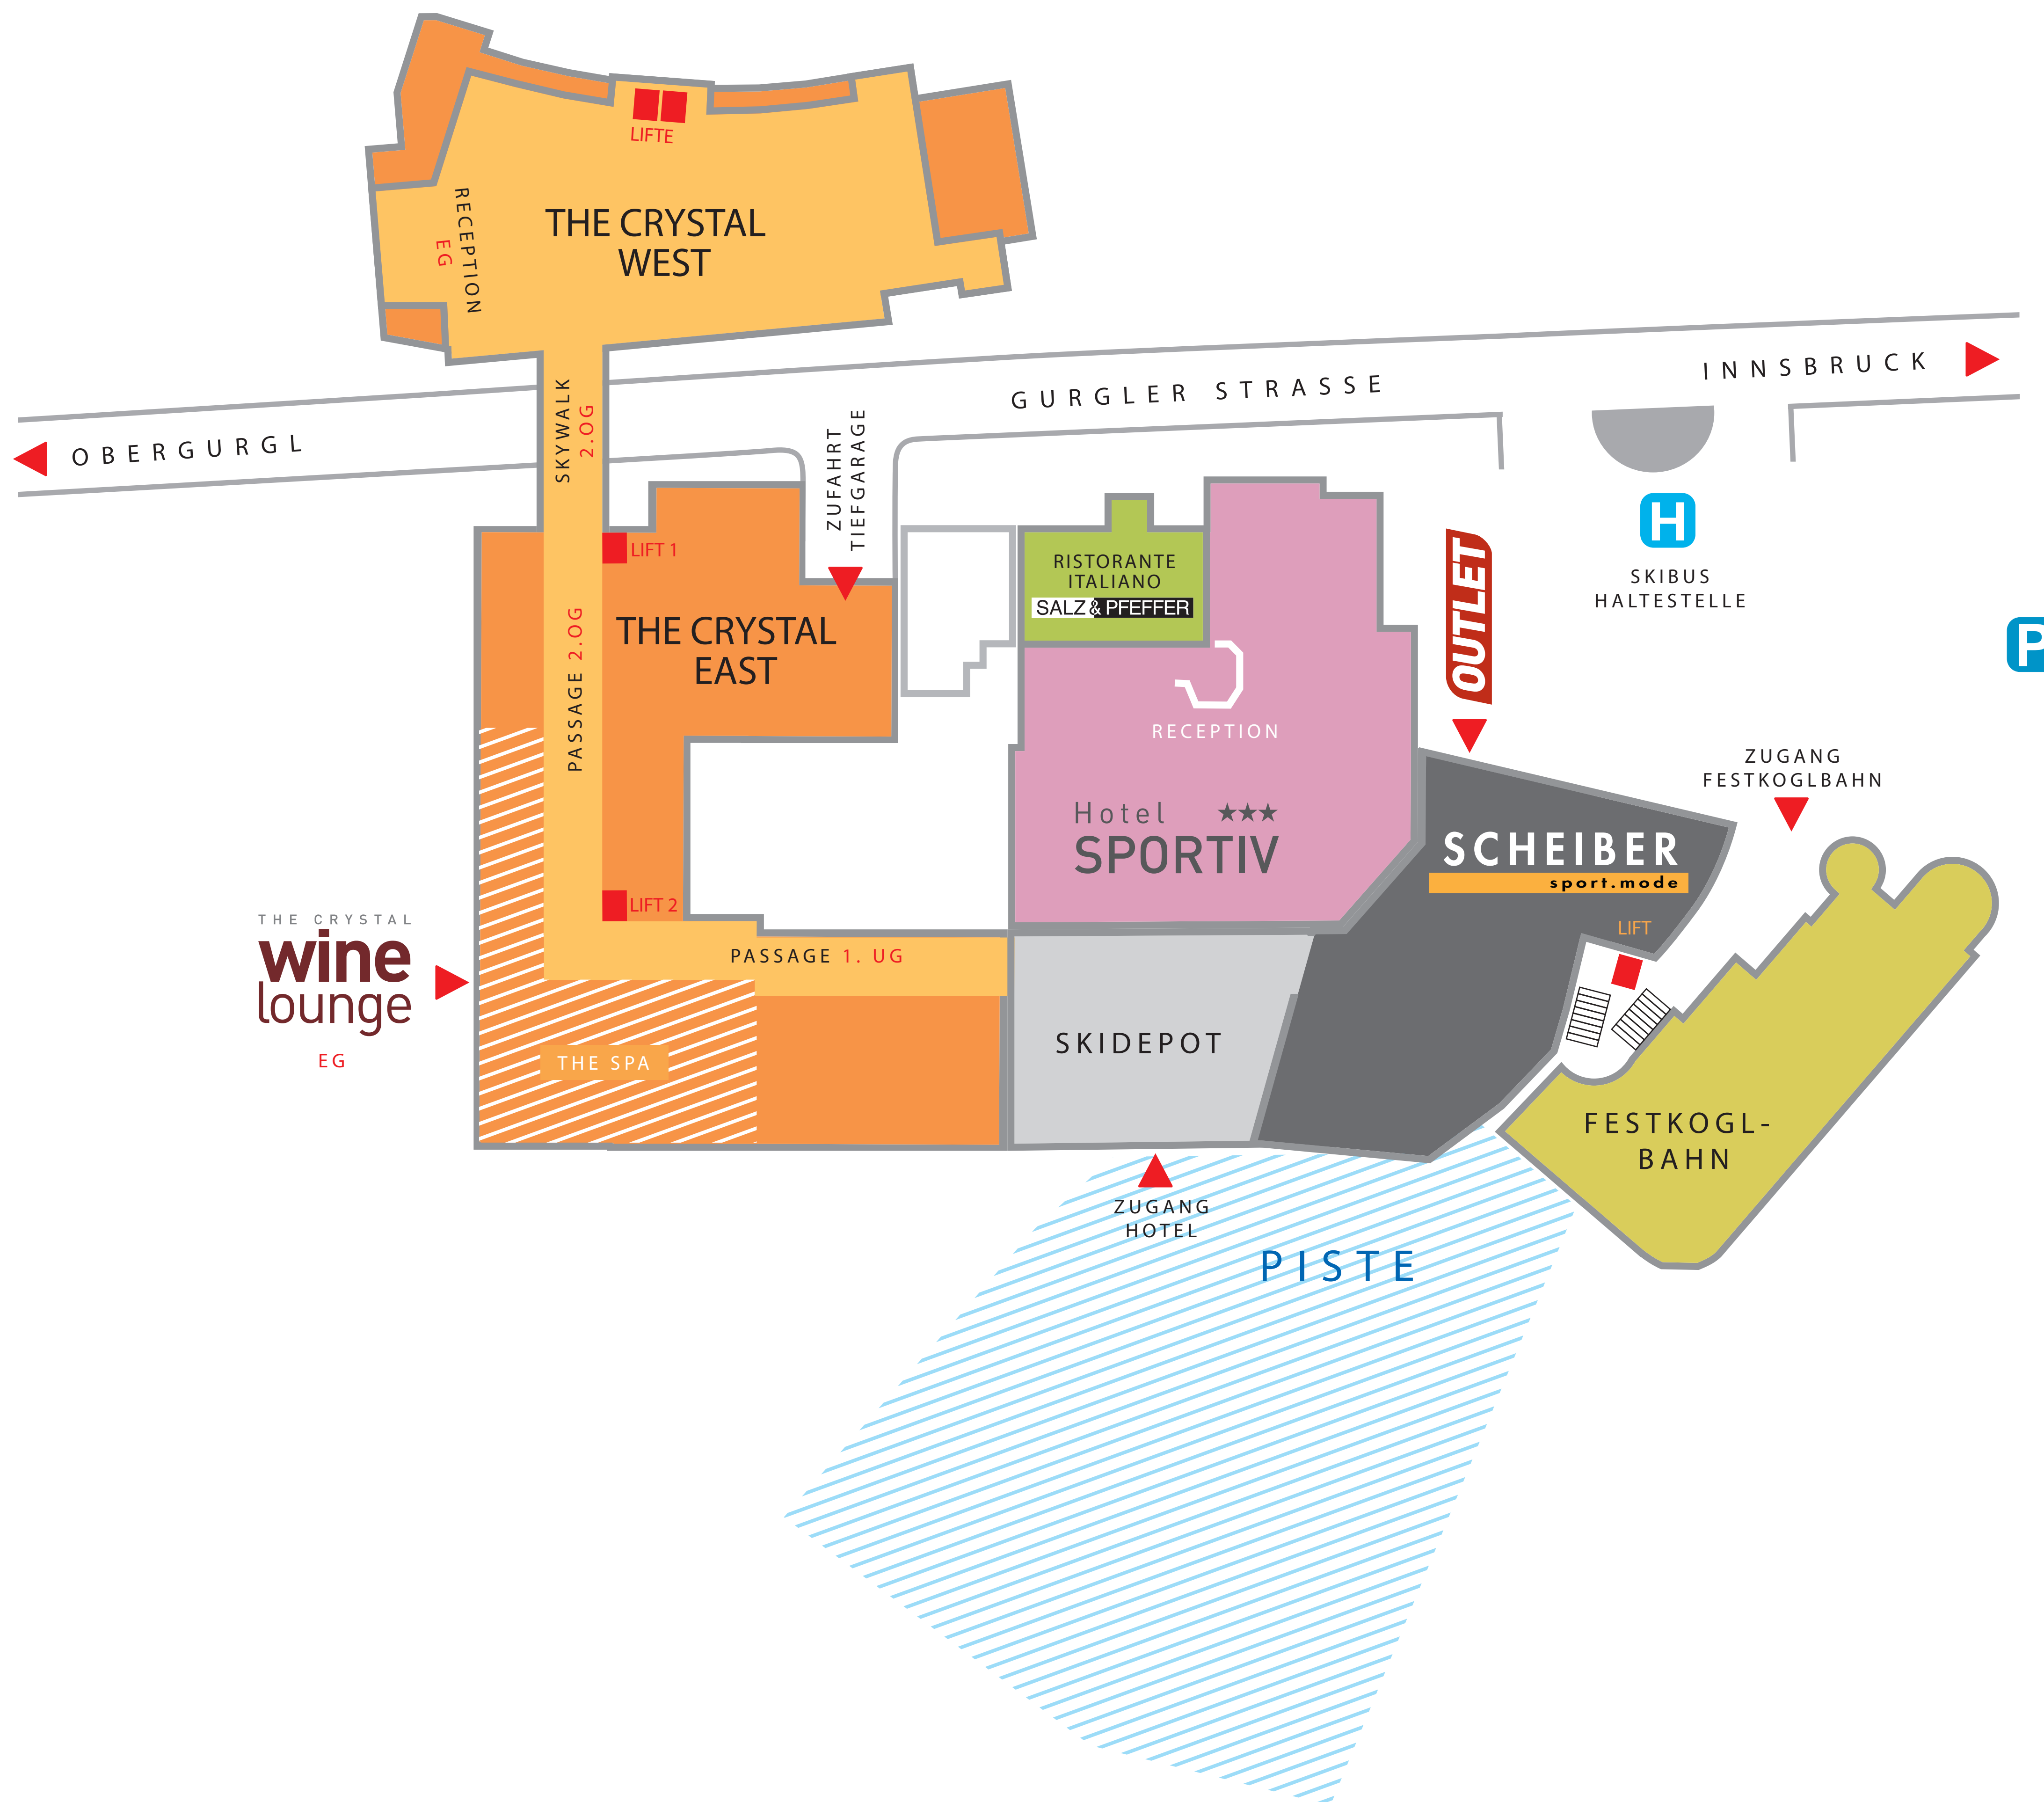 LIFTE
RECEPTION
EG
THE CRYSTAL
WEST
INNSBRUCK
GURGLER STRASSE
OBERGURGL
SKYWALK
2.OG
ZUFAHRT
TIEFGARAGE
H
SKIBUS
HALTESTELLE
P
LIFT 1
RISTORANTE
ITALIANO
SALZ & PFEFFER
OUTLET
THE CRYSTAL
EAST
PASSAGE 2.OG
RECEPTION
ZUGANG
FESTKOGLBAHN
Hotel ★★★
SPORTIV
SCHEIBER
sport.mode
LIFT
LIFT 2
THE CRYSTAL
wine
lounge
EG
PASSAGE 1. UG
SKIDEPOT
THE SPA
FESTKOGL-
BAHN
ZUGANG
HOTEL
PISTE